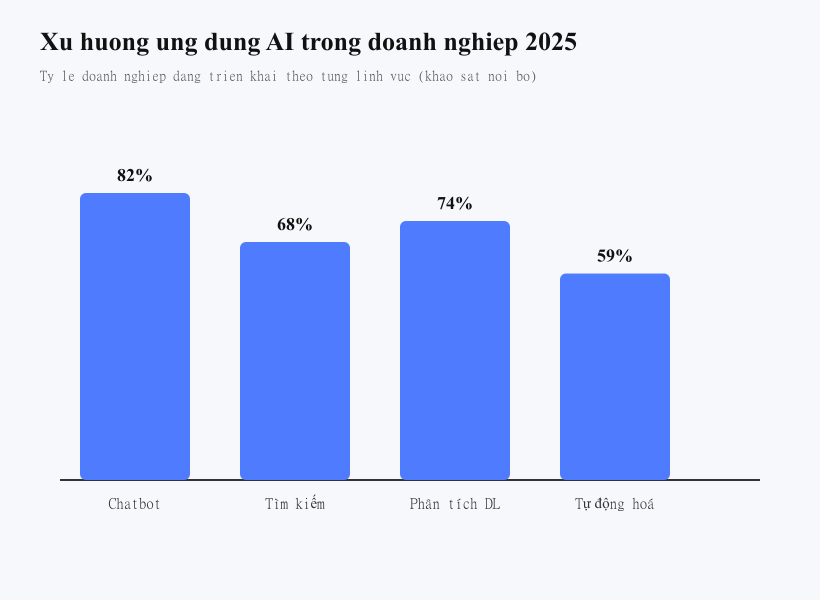 Xu huong ung dung AI trong doanh nghiep 2025
Ty le doanh nghiep dang trien khai theo tung linh vuc (khao sat noi bo)
82%
68%
74%
59%
Chatbot
Tìm kiếm
Phân tích DL
Tự động hoá